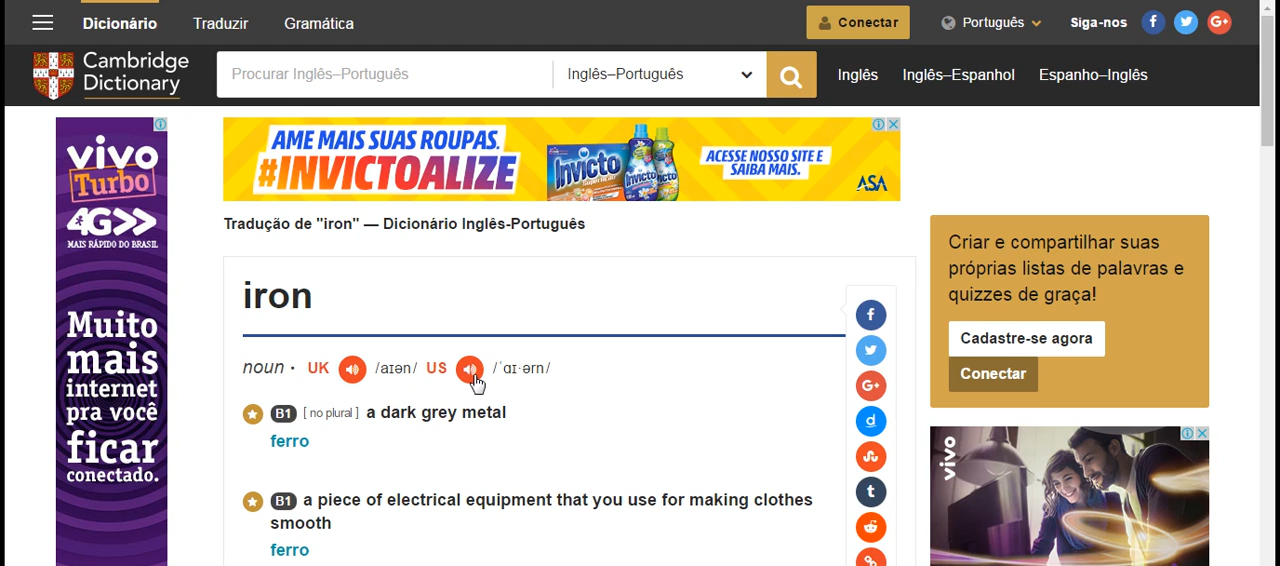 Dicionário
Traduzir
Gramática
Conectar
Português
Siga-nos
f
G+
Cambridge
Dictionary
Procurar Inglês–Português
Inglês–Português
Inglês
Inglês–Espanhol
Espanho–Inglês
vivo
Turbo
4G>>
MAIS RÁPIDO DO BRASIL
Muito
mais
internet
pra você
ficar
conectado.
AME MAIS SUAS ROUPAS.
#INVICTOALIZE
Invicto
Invicto
ACESSE NOSSO SITE E
SAIBA MAIS.
ASA
Tradução de "iron" — Dicionário Inglês-Português
iron
noun · UK /aɪən/ US /ˈɑɪ·ərn/
B1 [ no plural ] a dark grey metal
ferro
B1 a piece of electrical equipment that you use for making clothes
smooth
ferro
f
G+
d
t
Criar e compartilhar suas
próprias listas de palavras e
quizzes de graça!
Cadastre-se agora
Conectar
vivo